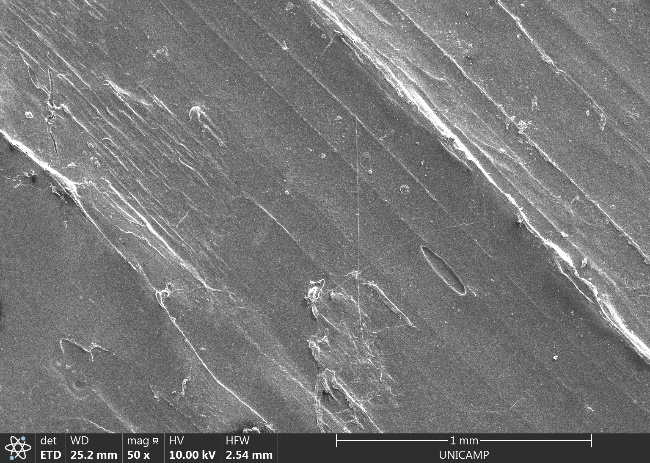 det WD mag HV HFW 1 mm
ETD 25.2 mm 50 x 10.00 kV 2.54 mm UNICAMP